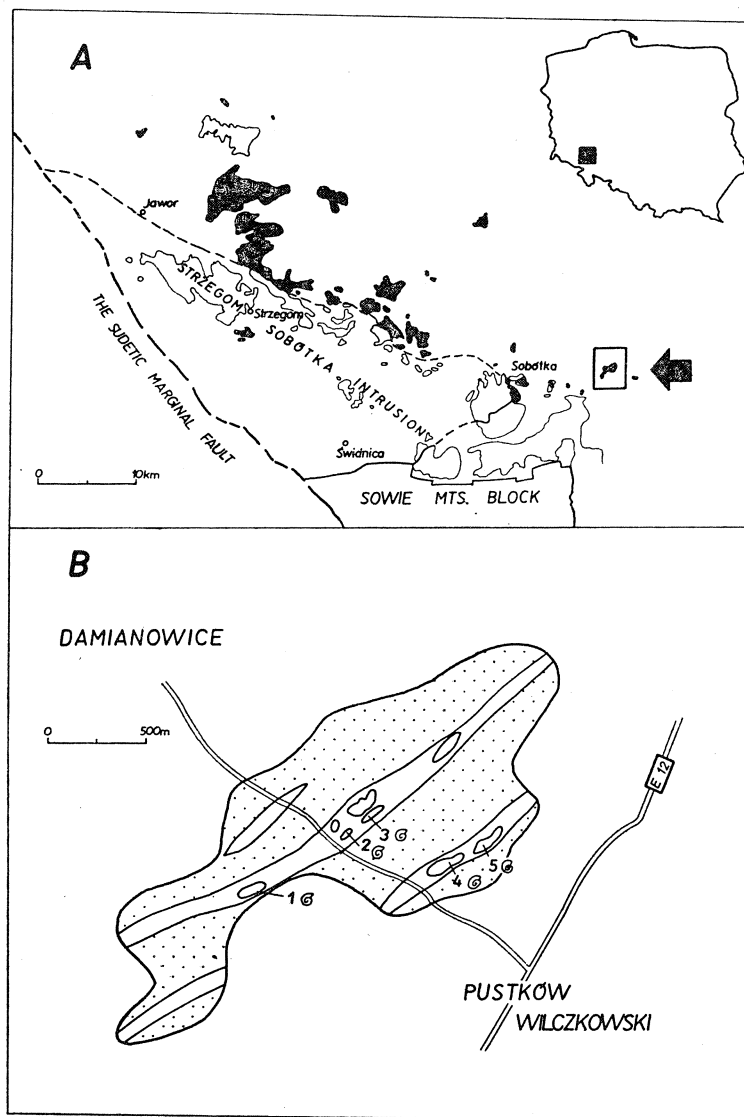 A
Jawor
STRZEGOM
Strzegom
SOBÓTKA
INTRUSION
THE SUDETIC MARGINAL FAULT
Sobótka
Świdnica
0 10km
SOWIE MTS. BLOCK
B
DAMIANOWICE
0 500m
E 12
3
2
5
4
1
PUSTKÓW
WILCZKOWSKI